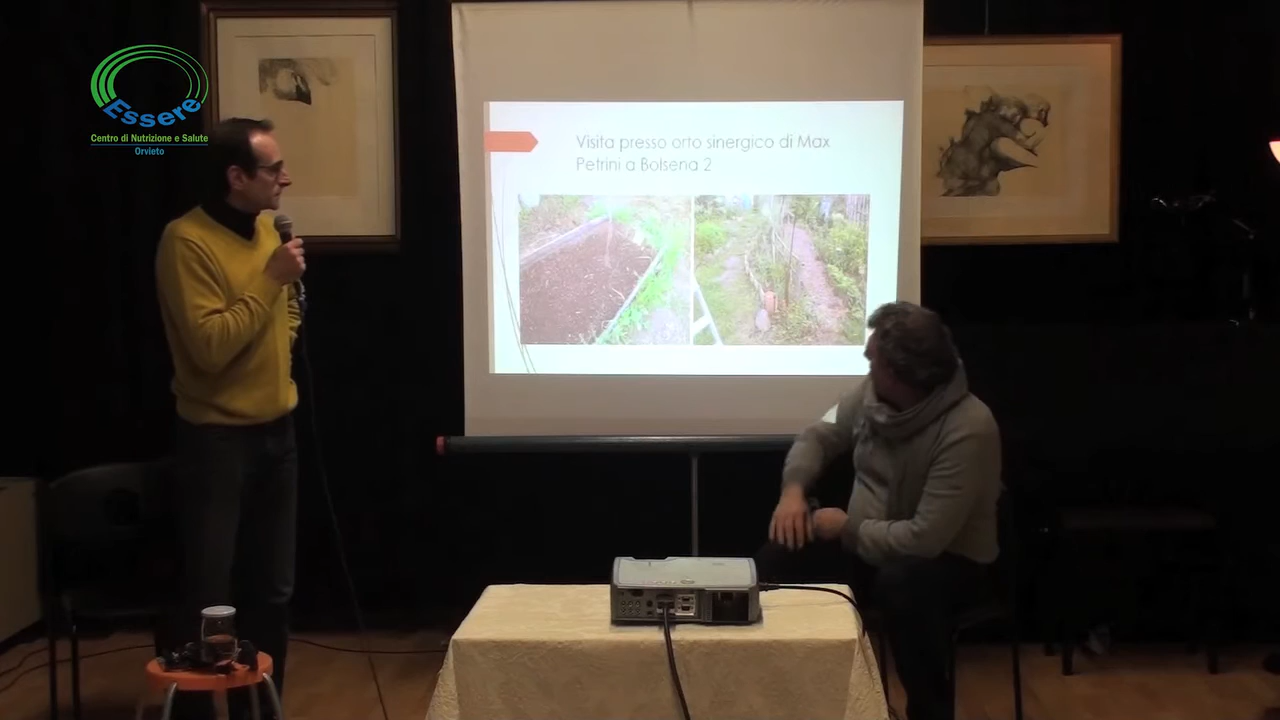 Essere
Centro di Nutrizione e Salute
Orvieto
Visita presso orto sinergico di Max
Petrini a Bolsena 2